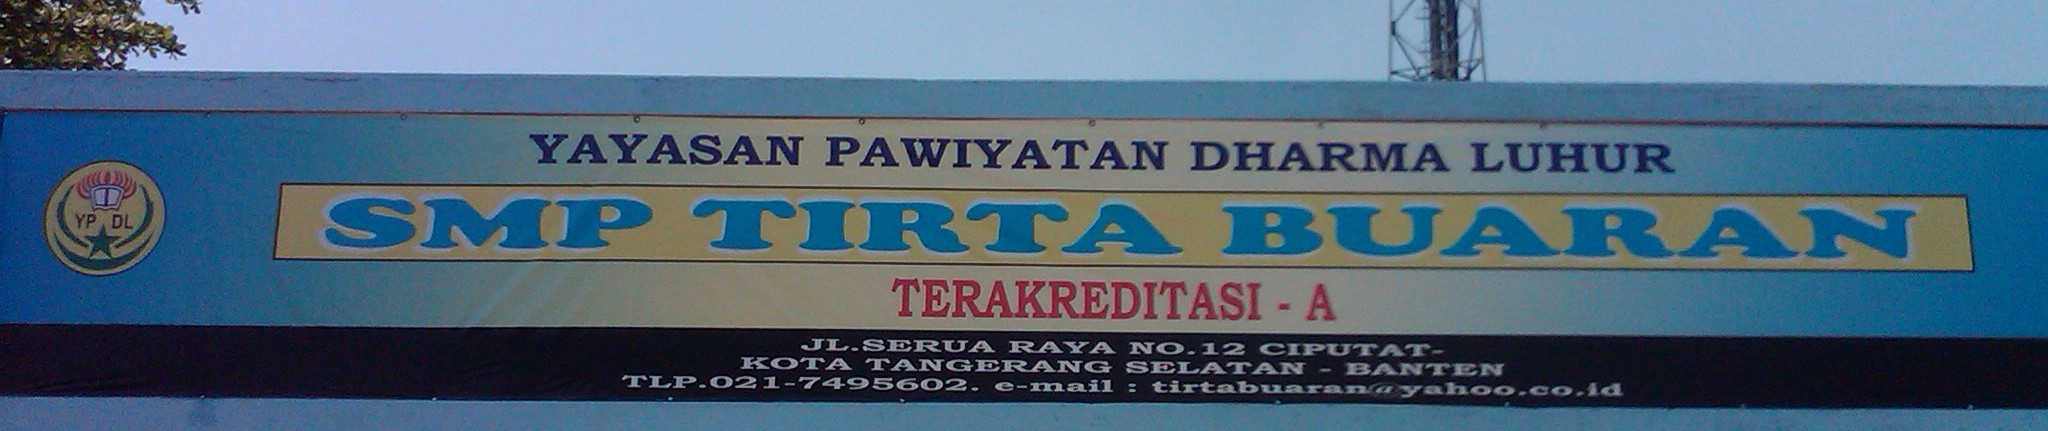 YAYASAN PAWIYATAN DHARMA LUHUR
YP DL
SMP TIRTA BUARAN
TERAKREDITASI - A
JL.SERUA RAYA NO.12 CIPUTAT-
KOTA TANGERANG SELATAN - BANTEN
TLP.021-7495602. e-mail : tirtabuaran@yahoo.co.id